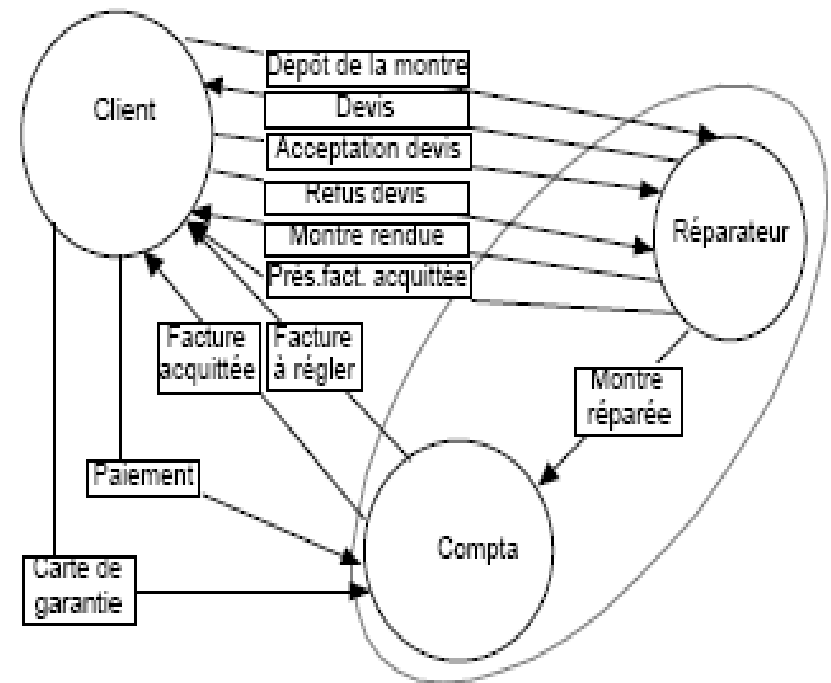 Client
Dépôt de la montre
Devis
Acceptation devis
Refus devis
Montre rendue
Prés.fact. acquittée
Réparateur
Facture
acquittée
Facture
à régler
Montre
réparée
Paiement
Compta
Carte de
garantie